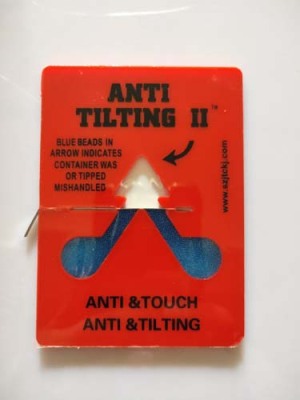 ANTI
TILTING II™
BLUE BEADS IN
ARROW INDICATES
CONTAINER WAS
OR TIPPED
MISHANDLED
www.szjtckj.com
ANTI &TOUCH
ANTI &TILTING